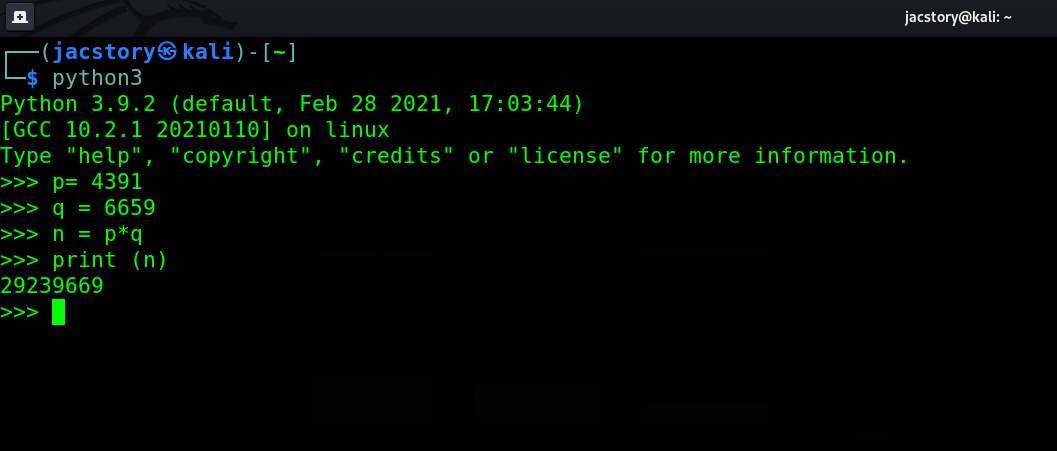 jacstory@kali: ~
┌──(jacstory㉿kali)-[~]
└─$ python3
Python 3.9.2 (default, Feb 28 2021, 17:03:44)
[GCC 10.2.1 20210110] on linux
Type "help", "copyright", "credits" or "license" for more information.
>>> p= 4391
>>> q = 6659
>>> n = p*q
>>> print (n)
29239669
>>>